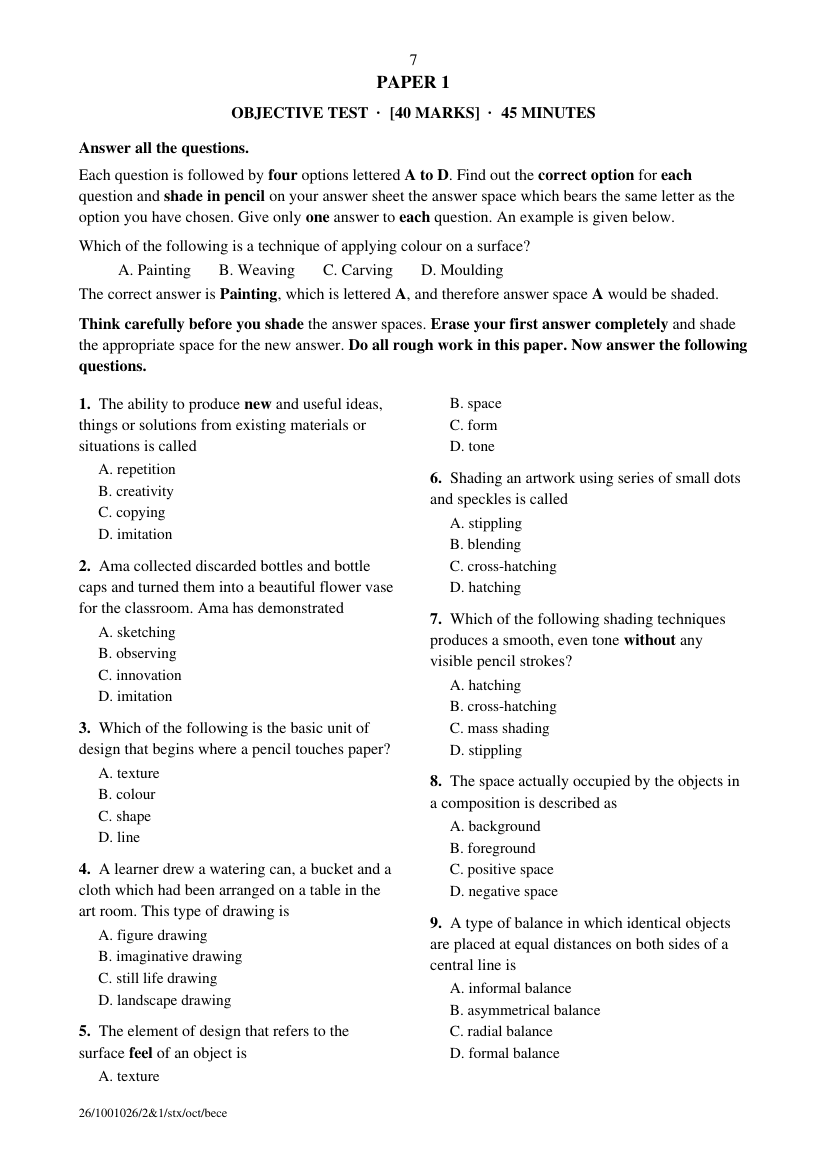 7
PAPER 1
OBJECTIVE TEST · [40 MARKS] · 45 MINUTES
Answer all the questions.
Each question is followed by four options lettered A to D. Find out the correct option for each
question and shade in pencil on your answer sheet the answer space which bears the same letter as the
option you have chosen. Give only one answer to each question. An example is given below.
Which of the following is a technique of applying colour on a surface?
A. Painting B. Weaving C. Carving D. Moulding
The correct answer is Painting, which is lettered A, and therefore answer space A would be shaded.
Think carefully before you shade the answer spaces. Erase your first answer completely and shade
the appropriate space for the new answer. Do all rough work in this paper. Now answer the following
questions.
1. The ability to produce new and useful ideas,
things or solutions from existing materials or
situations is called
A. repetition
B. creativity
C. copying
D. imitation
2. Ama collected discarded bottles and bottle
caps and turned them into a beautiful flower vase
for the classroom. Ama has demonstrated
A. sketching
B. observing
C. innovation
D. imitation
3. Which of the following is the basic unit of
design that begins where a pencil touches paper?
A. texture
B. colour
C. shape
D. line
4. A learner drew a watering can, a bucket and a
cloth which had been arranged on a table in the
art room. This type of drawing is
A. figure drawing
B. imaginative drawing
C. still life drawing
D. landscape drawing
5. The element of design that refers to the
surface feel of an object is
A. texture
B. space
C. form
D. tone
6. Shading an artwork using series of small dots
and speckles is called
A. stippling
B. blending
C. cross-hatching
D. hatching
7. Which of the following shading techniques
produces a smooth, even tone without any
visible pencil strokes?
A. hatching
B. cross-hatching
C. mass shading
D. stippling
8. The space actually occupied by the objects in
a composition is described as
A. background
B. foreground
C. positive space
D. negative space
9. A type of balance in which identical objects
are placed at equal distances on both sides of a
central line is
A. informal balance
B. asymmetrical balance
C. radial balance
D. formal balance
26/1001026/2&1/stx/oct/bece